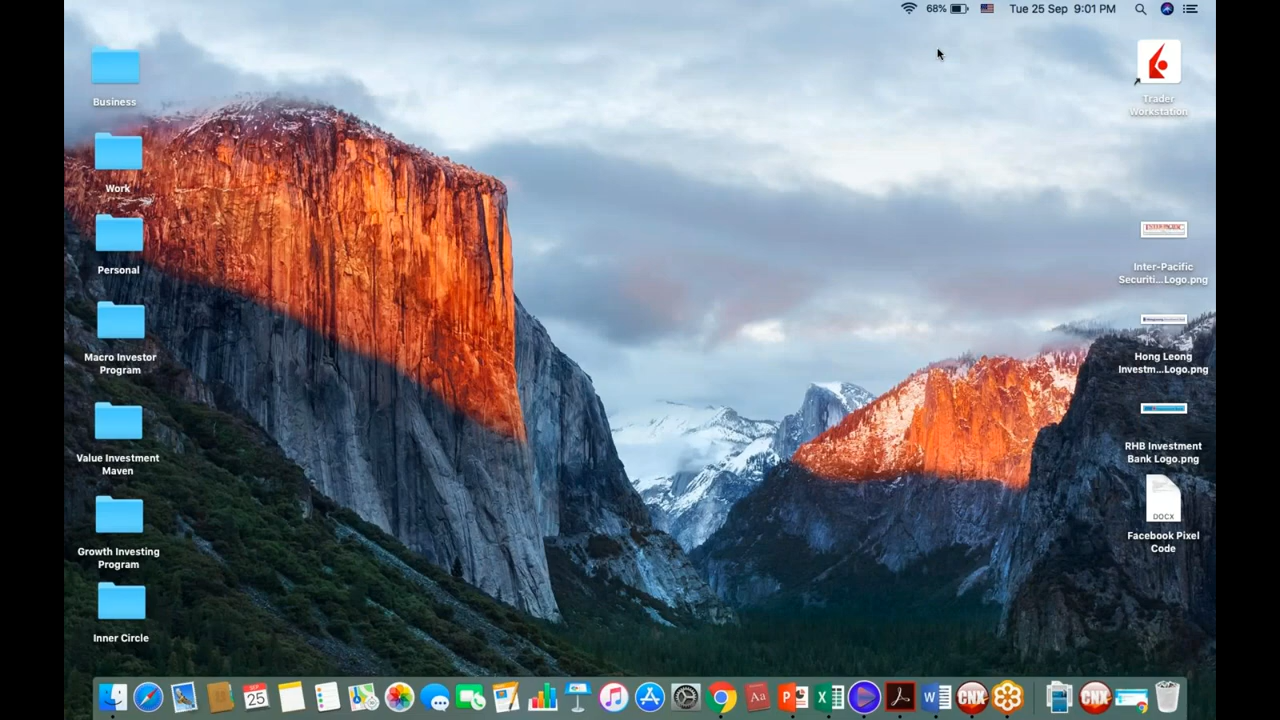 68%
Tue 25 Sep 9:01 PM
Business
Work
Personal
Macro Investor
Program
Value Investment
Maven
Growth Investing
Program
Inner Circle
Trader
Workstation
Inter-Pacific
Securiti...Logo.png
Hong Leong
Investm...Logo.png
RHB Investment
Bank Logo.png
DOCX
Facebook Pixel
Code
SEP
25
Aa
P
X
W
CNX
CNX